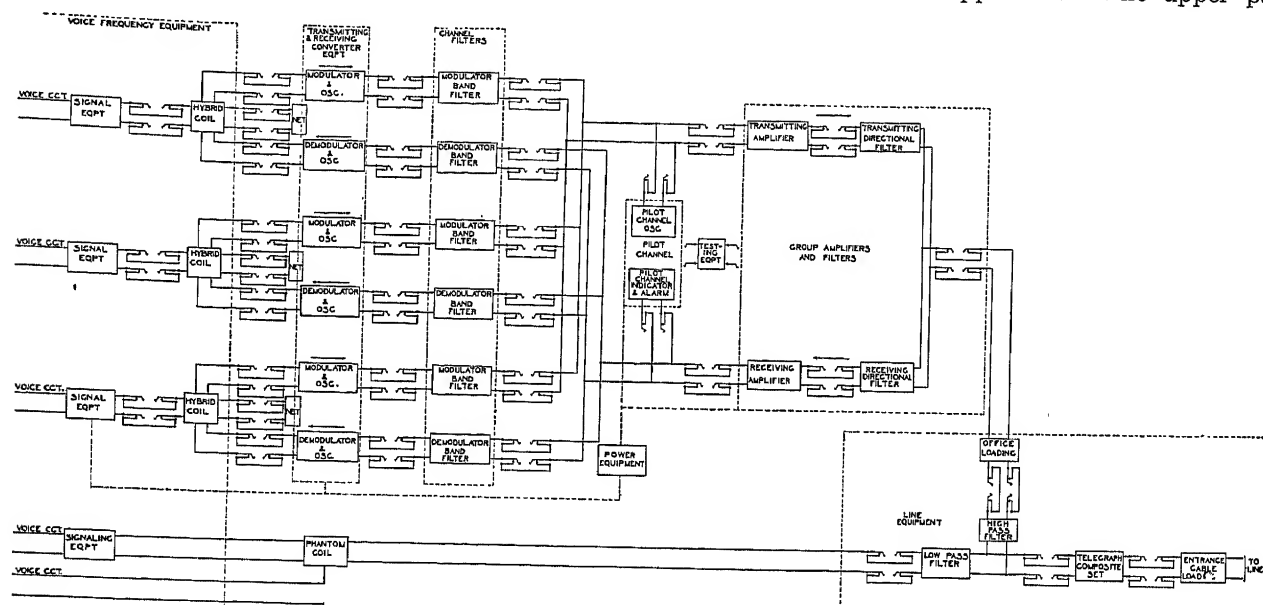 VOICE FREQUENCY EQUIPMENT
TRANSMITTING
& RECEIVING
CONVERTER
EQPT
CHANNEL
FILTERS
upper
VOICE CCT.
SIGNAL
EQPT
HYBRID
COIL
NET
MODULATOR
&
OSC.
MODULATOR
BAND
FILTER
DEMODULATOR
&
OSC
DEMODULATOR
BAND
FILTER
TRANSMITTING
AMPLIFIER
TRANSMITTING
DIRECTIONAL
FILTER
VOICE CCT.
SIGNAL
EQPT
HYBRID
COIL
NET
MODULATOR
&
OSC
MODULATOR
BAND
FILTER
DEMODULATOR
&
OSC
DEMODULATOR
BAND
FILTER
PILOT
CHANNEL
OSC
PILOT
CHANNEL
PILOT
CHANNEL
INDICATOR
& ALARM
TEST-
ING
EQPT
GROUP AMPLIFIERS
AND FILTERS
VOICE CCT.
SIGNAL
EQPT
HYBRID
COIL
NET
MODULATOR
&
OSC.
MODULATOR
BAND
FILTER
DEMODULATOR
&
OSC
DEMODULATOR
BAND
FILTER
RECEIVING
AMPLIFIER
RECEIVING
DIRECTIONAL
FILTER
POWER
EQUIPMENT
OFFICE
LOADING
VOICE CCT.
SIGNALING
EQPT
PHANTOM
COIL
VOICE CCT.
LINE
EQUIPMENT
HIGH
PASS
FILTER
LOW PASS
FILTER
TELEGRAPH
COMPOSITE
SET
ENTRANCE
CABLE
TO
LINE